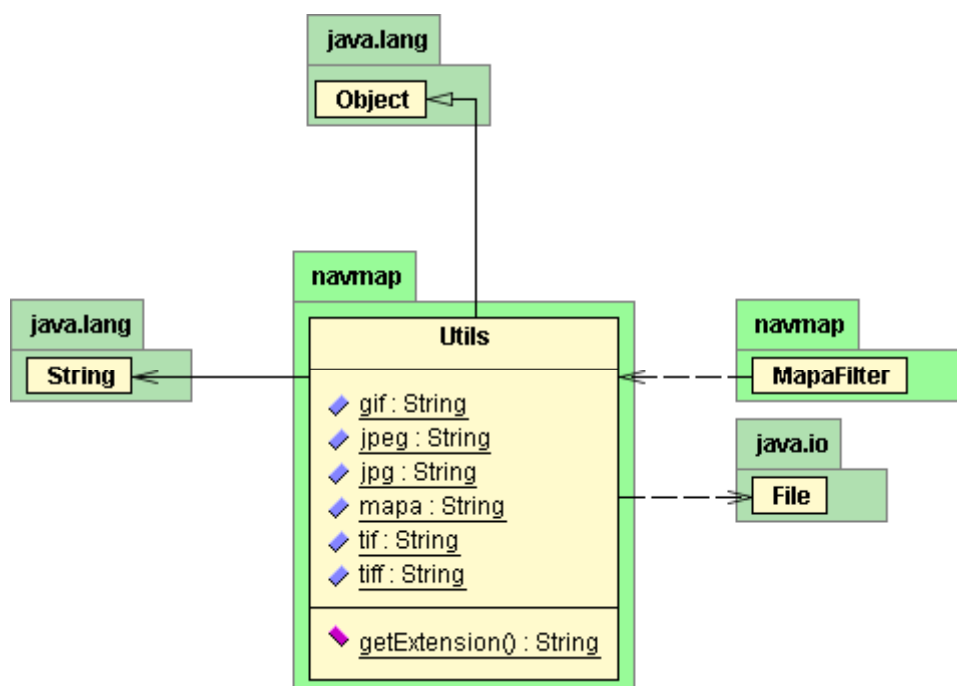 java.lang
Object
navmap
java.lang
Utils
navmap
String
MapaFilter
gif : String
jpeg : String
java.io
jpg : String
File
mapa : String
tif : String
tiff : String
getExtension() : String